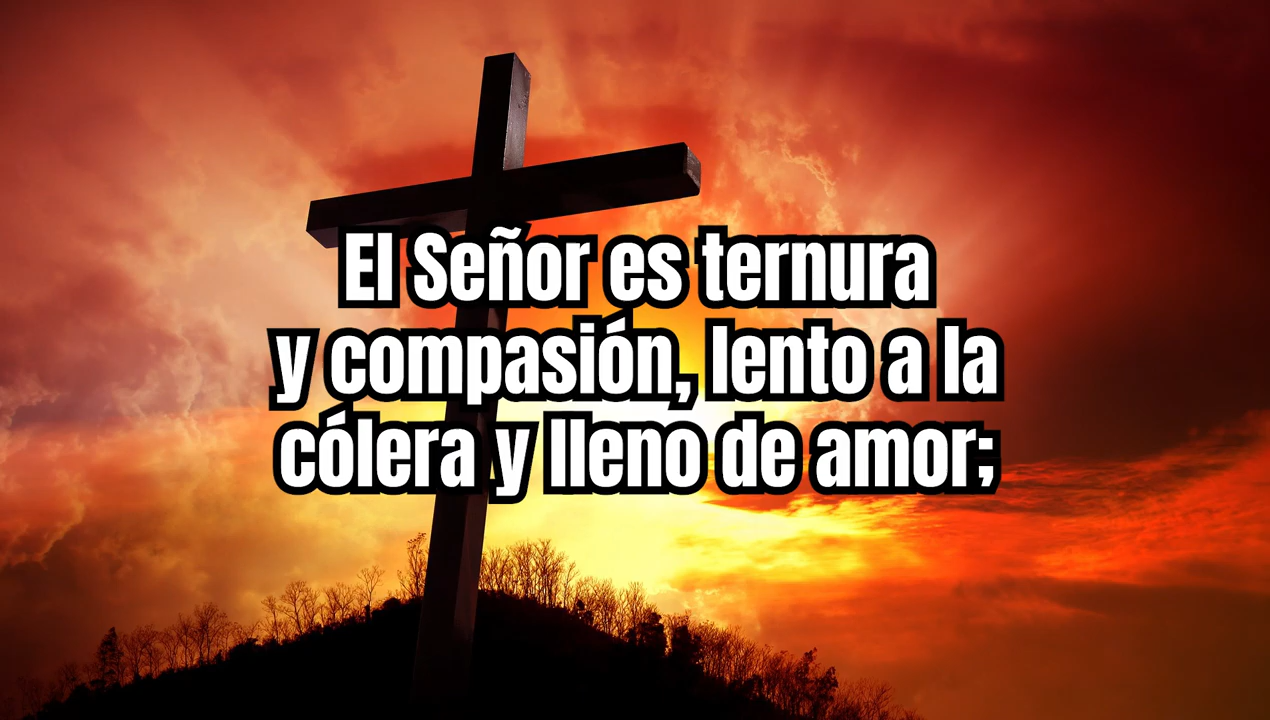 El Señor es ternura
y compasión, lento a la
cólera y lleno de amor;